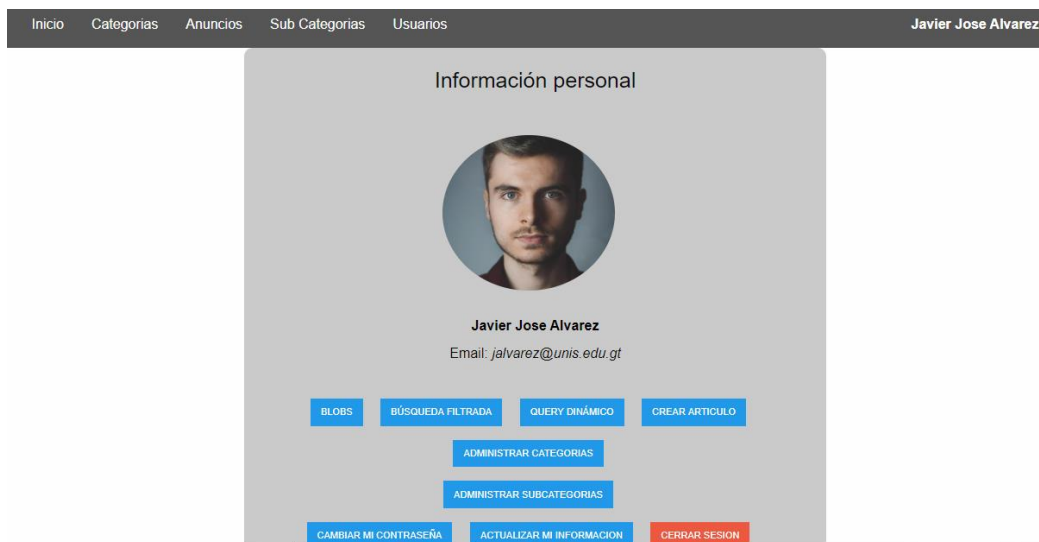 Inicio Categorias Anuncios Sub Categorias Usuarios Javier Jose Alvarez
Información personal
Javier Jose Alvarez
Email: jalvarez@unis.edu.gt
BLOBS BÚSQUEDA FILTRADA QUERY DINÁMICO CREAR ARTICULO
ADMINISTRAR CATEGORIAS
ADMINISTRAR SUBCATEGORIAS
CAMBIAR MI CONTRASEÑA ACTUALIZAR MI INFORMACION CERRAR SESION